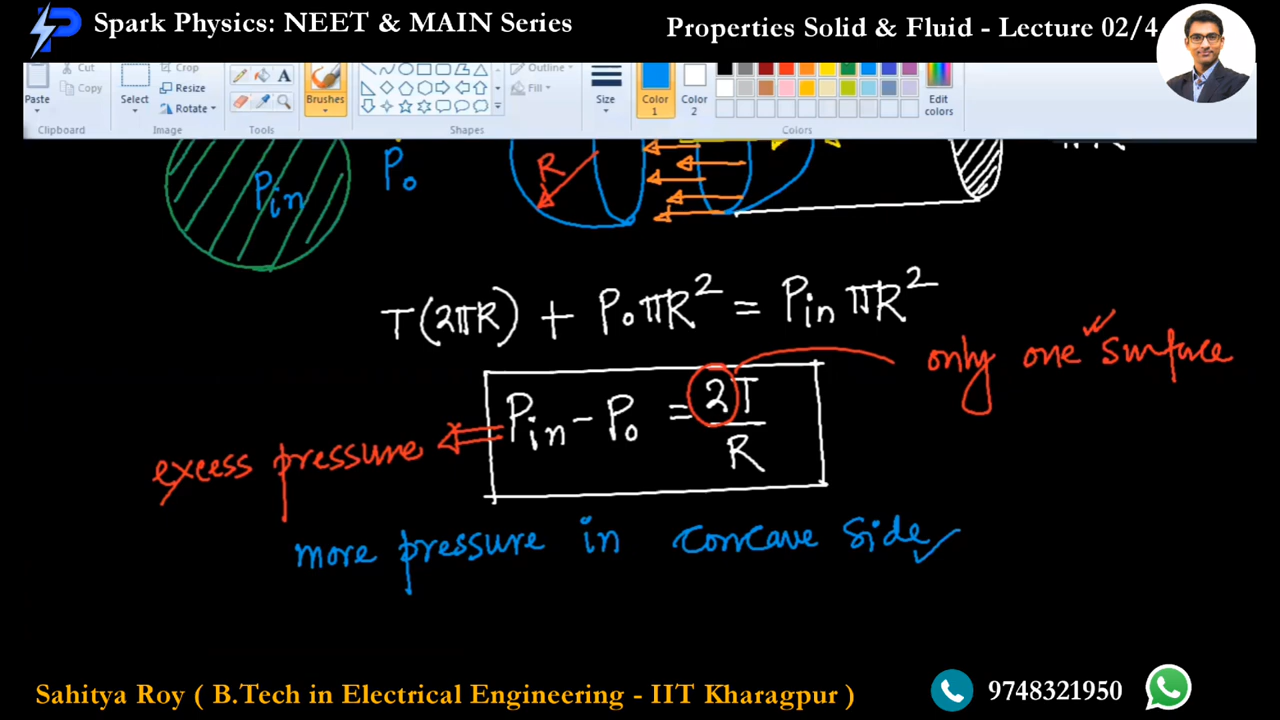 Spark Physics: NEET & MAIN Series
Properties Solid & Fluid - Lecture 02/4
Paste
Cut
Copy
Clipboard
Select
Crop
Resize
Rotate
Image
Tools
Brushes
Shapes
Outline
Fill
Size
Color 1
Color 2
Colors
Edit colors
Pin
P₀
R
T(2πR) + P₀πR² = Pin πR²
only one surface
Pin - P₀ = 2T/R
excess pressure
more pressure in concave side
Sahitya Roy ( B.Tech in Electrical Engineering - IIT Kharagpur )
9748321950